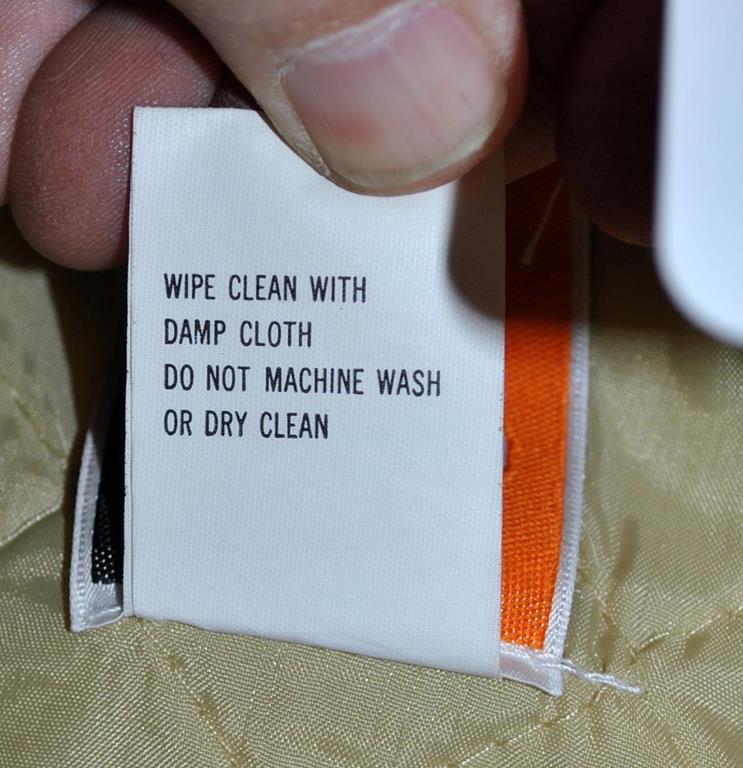 WIPE CLEAN WITH
DAMP CLOTH
DO NOT MACHINE WASH
OR DRY CLEAN